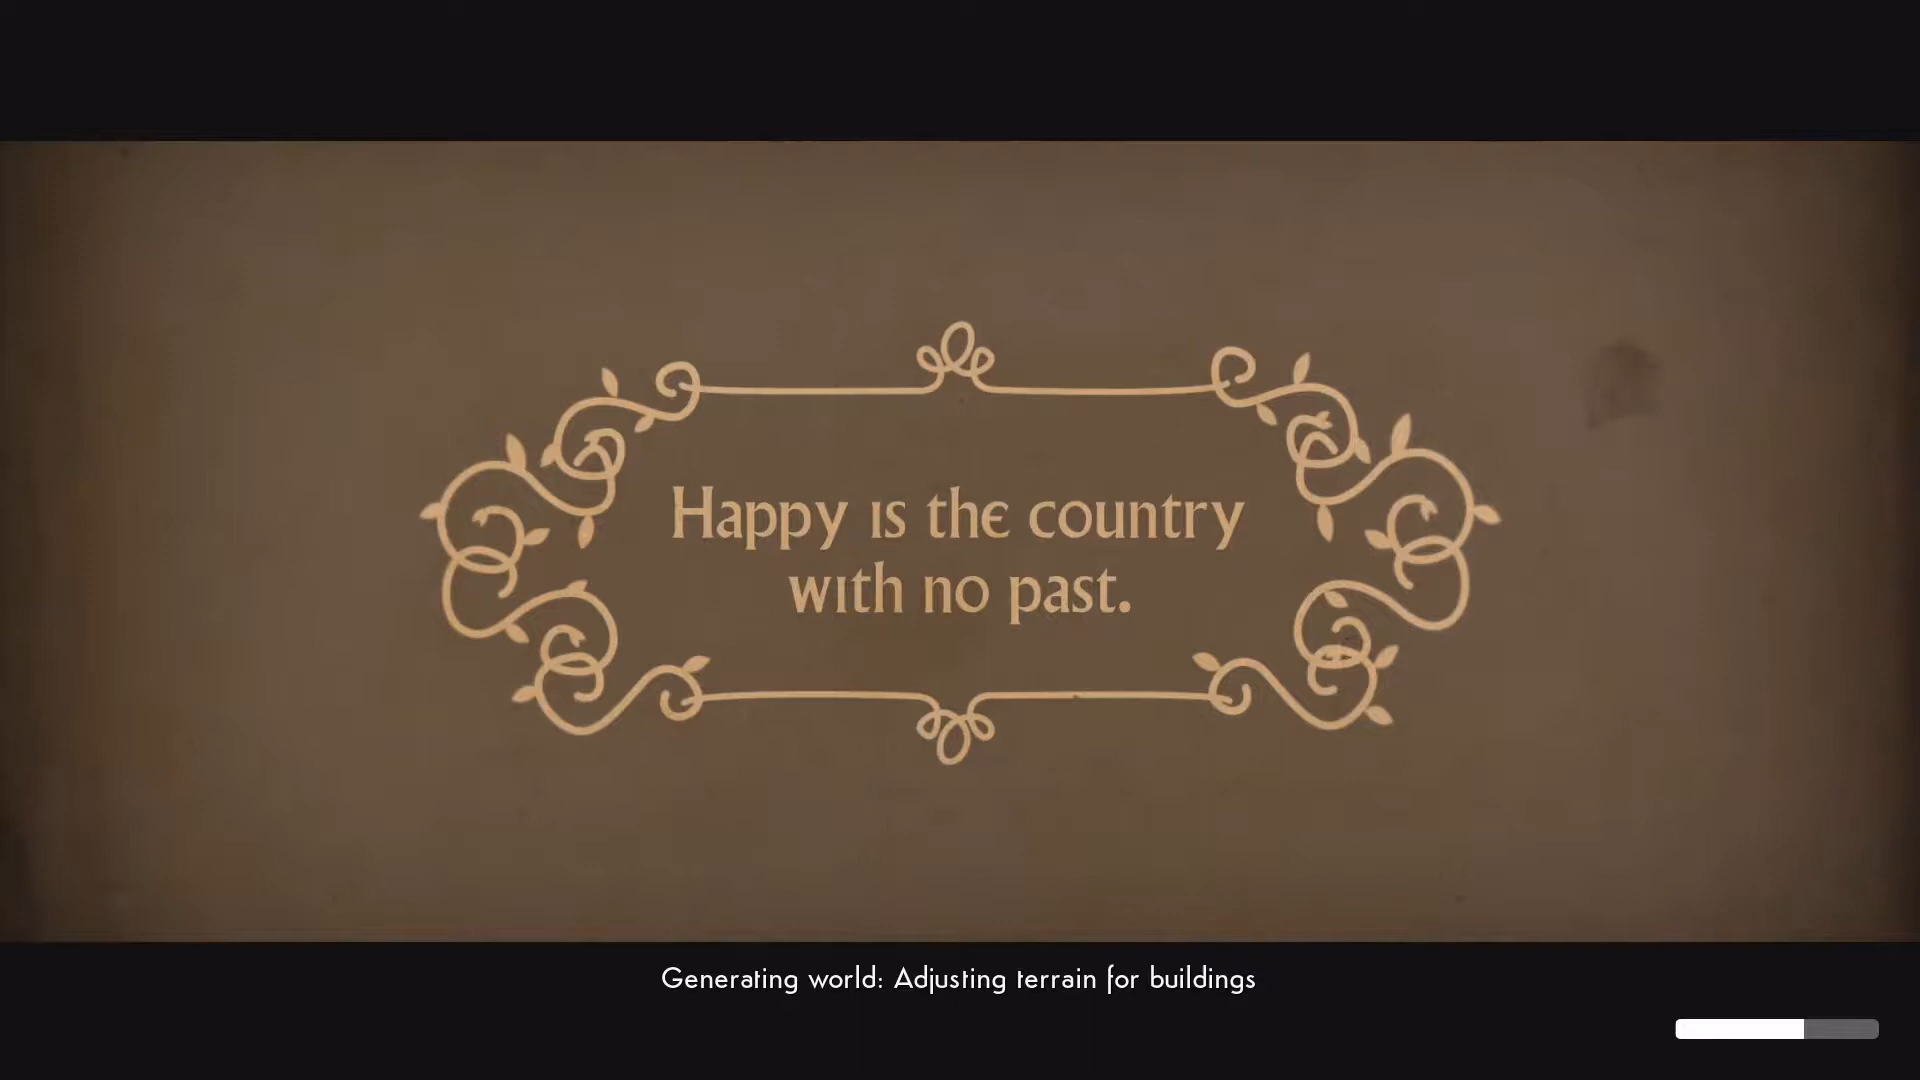 Happy is the country
with no past.
Generating world: Adjusting terrain for buildings